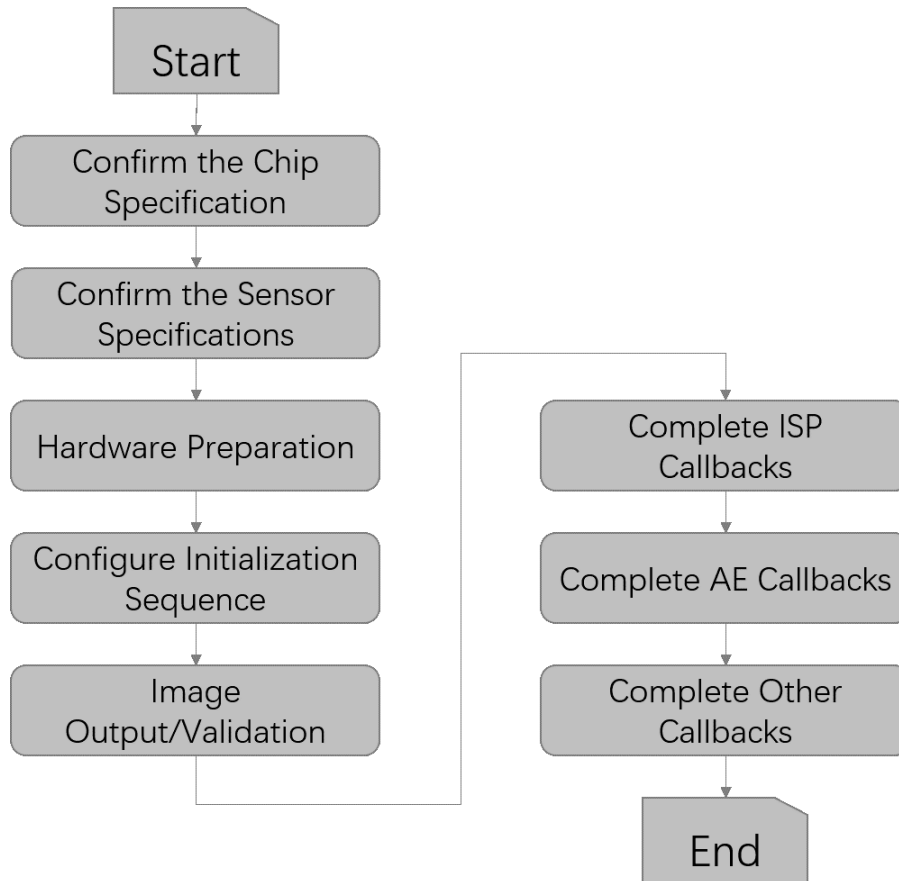 Start
Confirm the Chip
Specification
Confirm the Sensor
Specifications
Hardware Preparation
Configure Initialization
Sequence
Image
Output/Validation
Complete ISP
Callbacks
Complete AE Callbacks
Complete Other
Callbacks
End